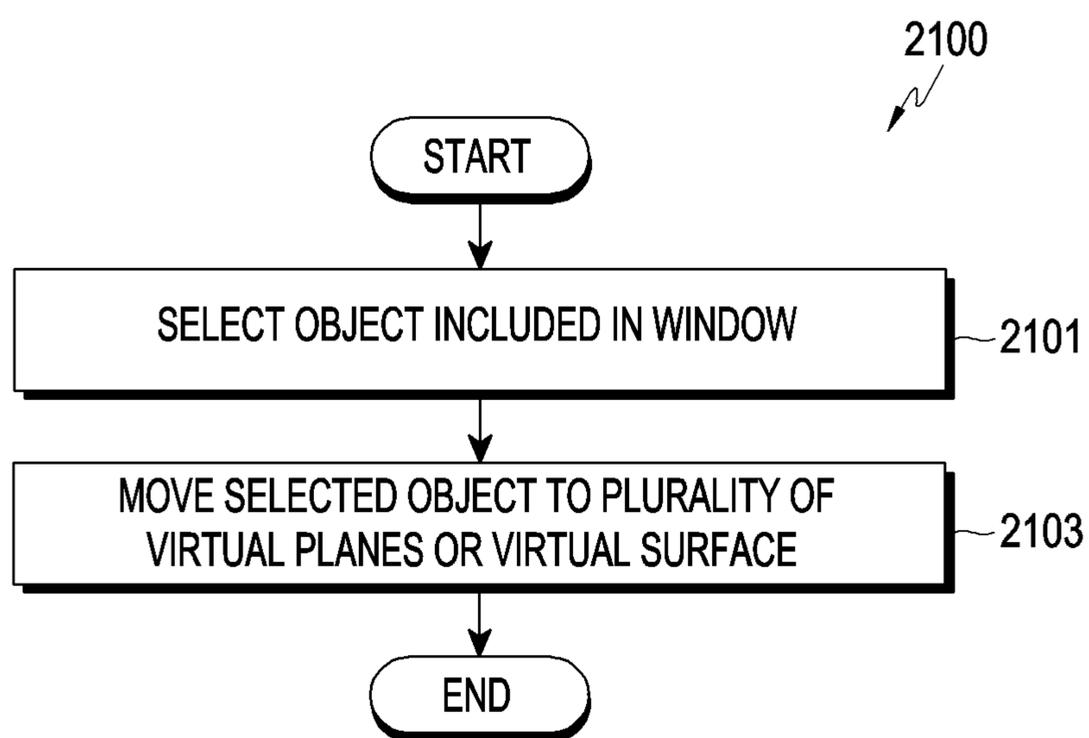 2100
START
SELECT OBJECT INCLUDED IN WINDOW
2101
MOVE SELECTED OBJECT TO PLURALITY OF
VIRTUAL PLANES OR VIRTUAL SURFACE
2103
END